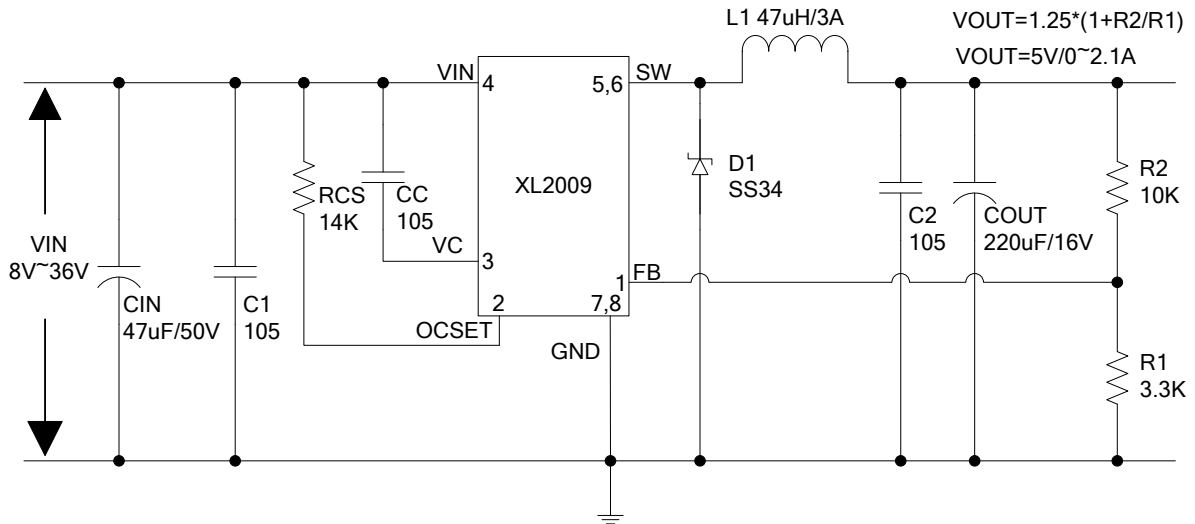 L1 47uH/3A
VOUT=1.25*(1+R2/R1)
VOUT=5V/0~2.1A
VIN
4
5,6
SW
XL2009
RCS
14K
CC
105
VC
3
D1
SS34
C2
105
COUT
220uF/16V
R2
10K
VIN
8V~36V
CIN
47uF/50V
C1
105
1
FB
2
7,8
OCSET
GND
R1
3.3K